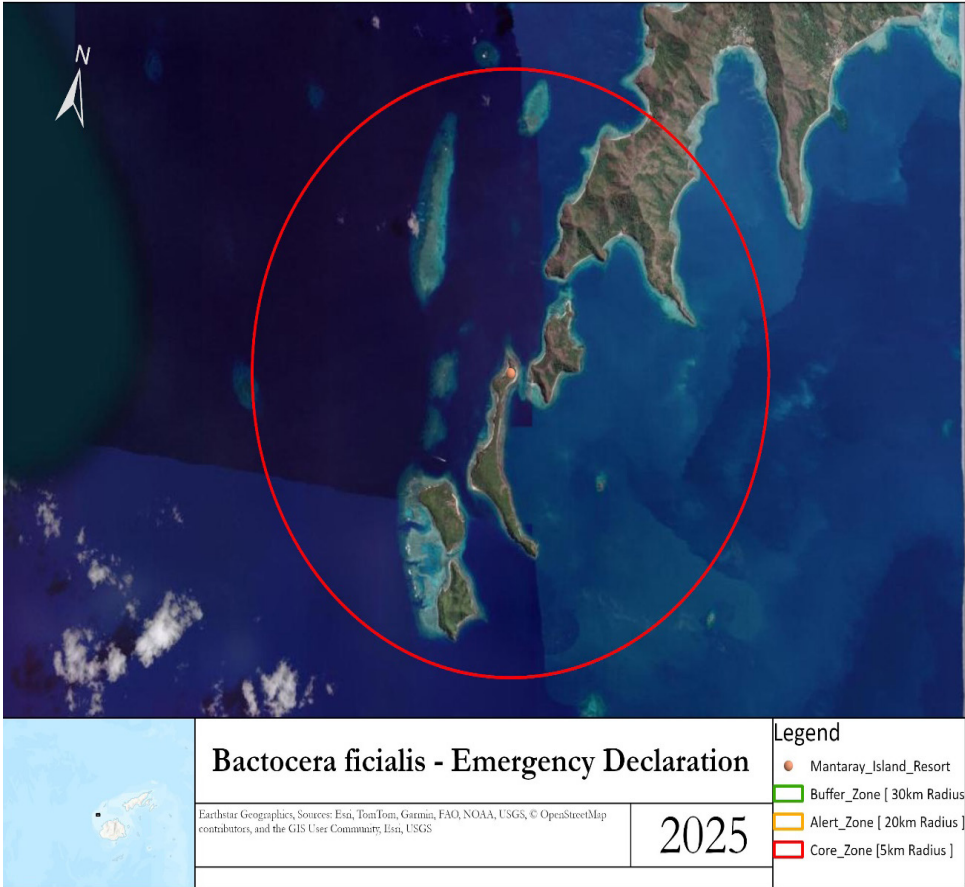 N
Bactocera ficialis - Emergency Declaration
Earthstar Geographics, Sources: Esri, TomTom, Garmin, FAO, NOAA, USGS, © OpenStreetMap
contributors, and the GIS User Community, Esri, USGS
2025
Legend
Mantaray_Island_Resort
Buffer_Zone [ 30km Radius
Alert_Zone [ 20km Radius ]
Core_Zone [5km Radius ]